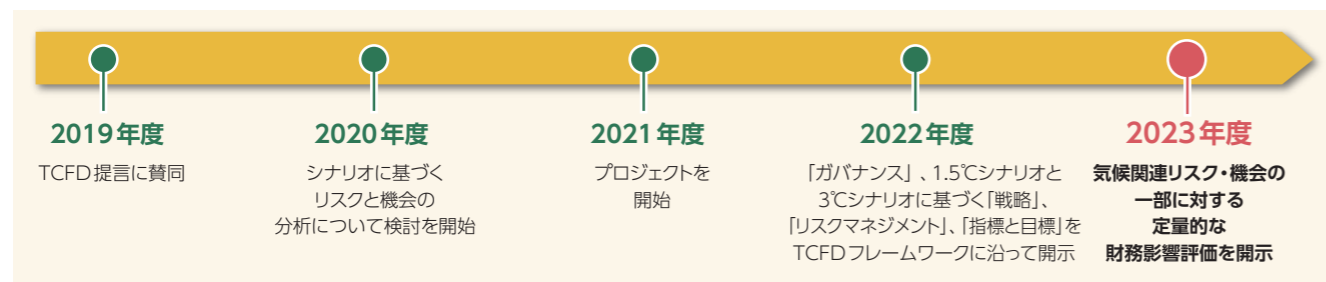 2019年度
TCFD提言に賛同
2020年度
シナリオに基づく
リスクと機会の
分析について検討を開始
2021年度
プロジェクトを
開始
2022年度
「ガバナンス」、1.5℃シナリオと
3℃シナリオに基づく「戦略」、
「リスクマネジメント」、「指標と目標」を
TCFDフレームワークに沿って開示
2023年度
気候関連リスク・機会の
一部に対する
定量的な
財務影響評価を開示